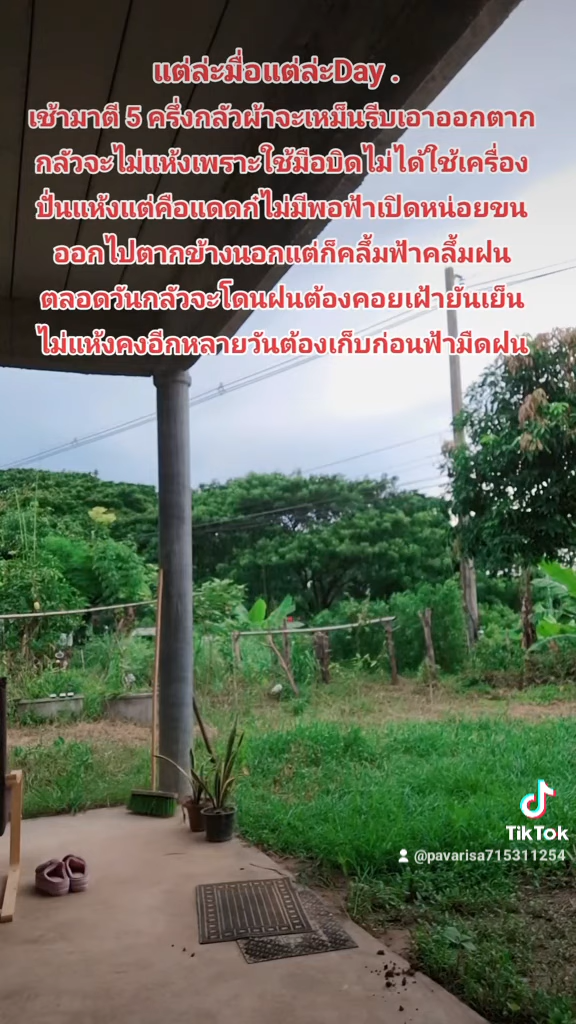 แต่ล่ะมื่อแต่ล่ะDay .
เช้ามาตี 5 ครึ่งกลัวผ้าจะเหม็นรีบเอาออกตาก
กลัวจะไม่แห้งเพราะใช้มือบิดไม่ได้ใช้เครื่อง
ปั่นแห้งแต่คือแดดก๋ไม่มีพอฟ้าเปิดหน่อยขน
ออกไปตากข้างนอกแต่ก็คลึ้มฟ้าคลึ้มฝน
ตลอดวันกลัวจะโดนฝนต้องคอยเฝ้ายันเย็น
ไม่แห้งคงอีกหลายวันต้องเก็บก่อนฟ้ามืดฝน
TikTok
@pavarisa715311254